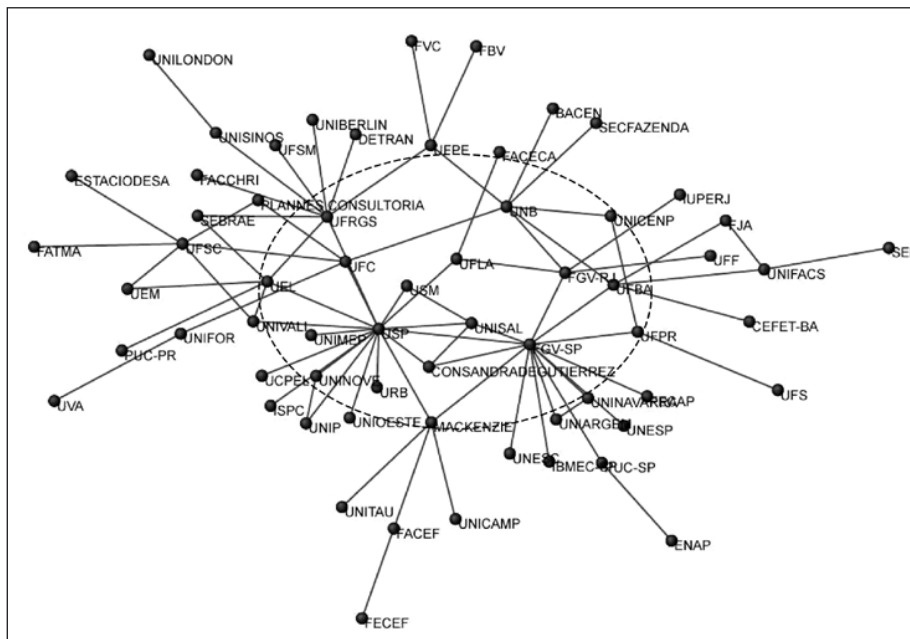 FVC
FBV
UNILONDON
BACEN
UNIBERLIN
SECFAZENDA
UNISINOS
DETRAN
UFSM
UFPE
FACECA
ESTACIODESA
FACCHRI
IUPERJ
PLANNES CONSULTORIA
UNB
SEBRAE
UFRGS
UNICENP
FJA
FATMA
UFSC
UFF
SEI
UFC
UFLA
FGV-RJ
UNIFACS
UEM
UEL
USM
UFBA
UNIVALI
UNISAL
CEFET-BA
PUC-PR
UNIFOR
UNIMEP
USP
FGV-SP
UFPR
CONSANDRADEGUTIERREZ
UCPEL
UNINOVE
URB
UFS
UVA
ISPC
UNINAVARRA
UNIP
UNIOESTE
MACKENZIE
UNIARGEN
UNESP
UNESC
IBMEC-SP
PUC-SP
UNITAU
UNICAMP
FACEF
ENAP
FECEF